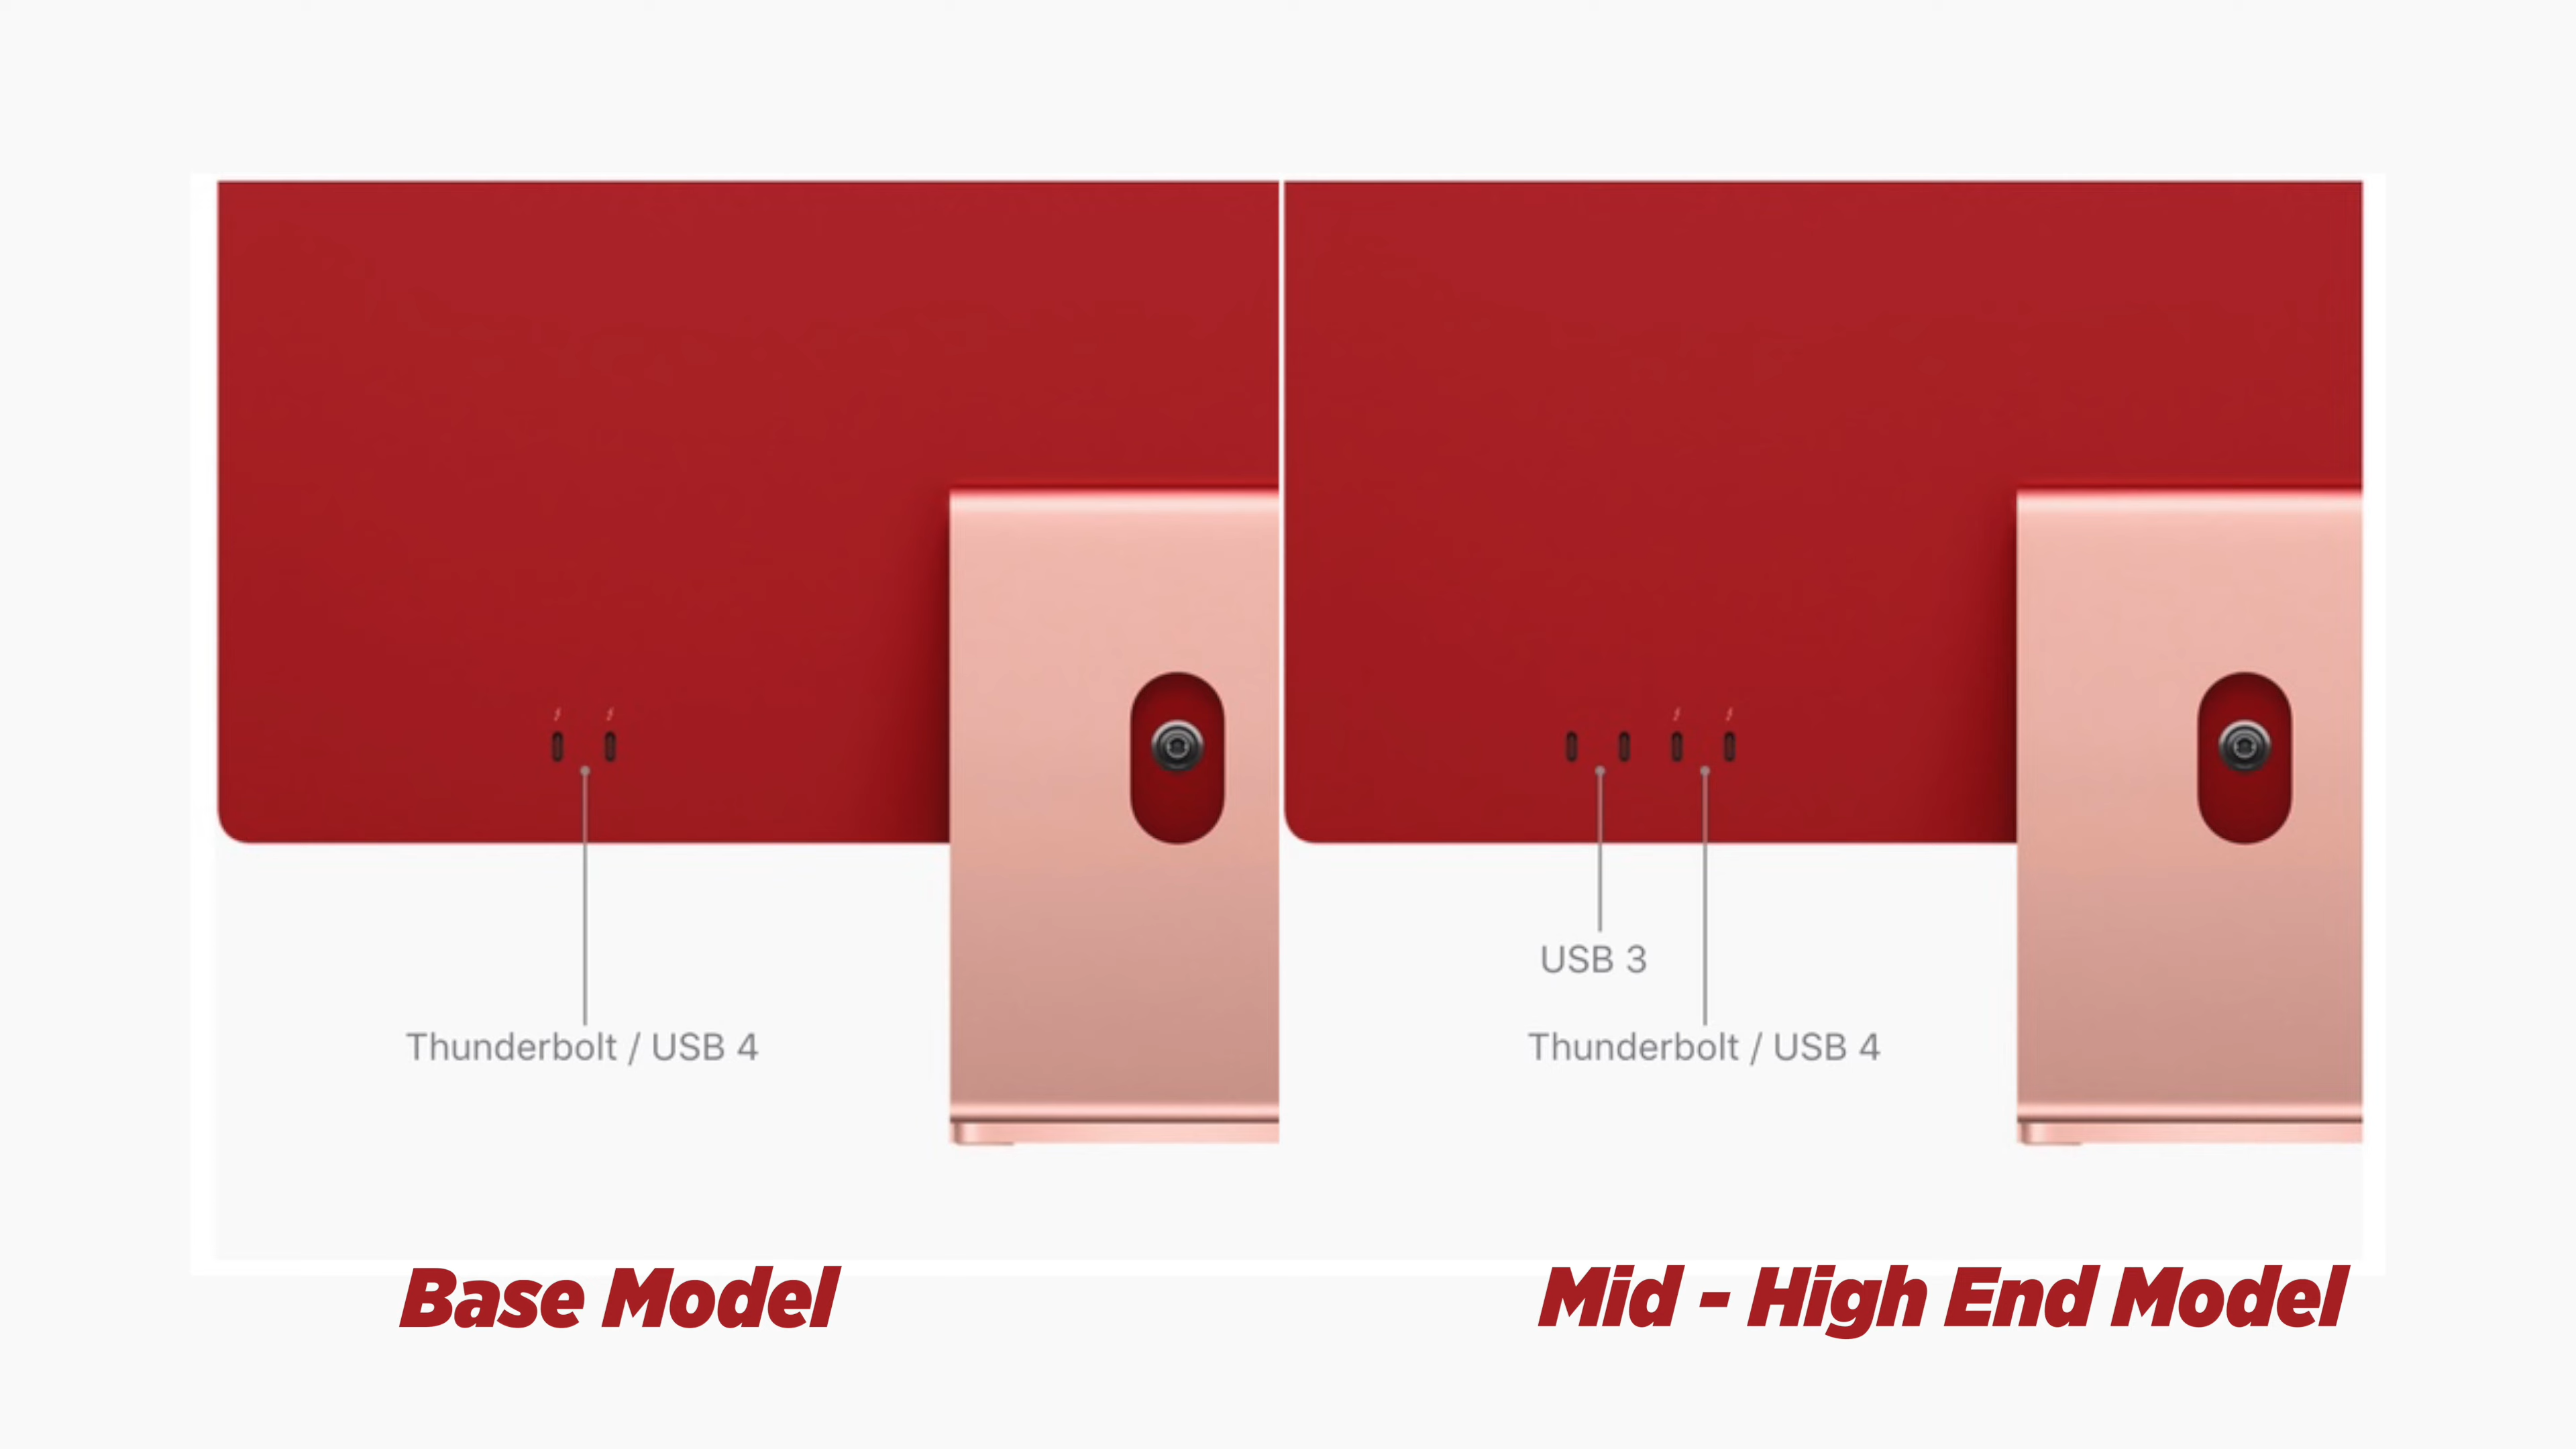 USB 3
Thunderbolt / USB 4
Thunderbolt / USB 4
Base Model
Mid - High End Model